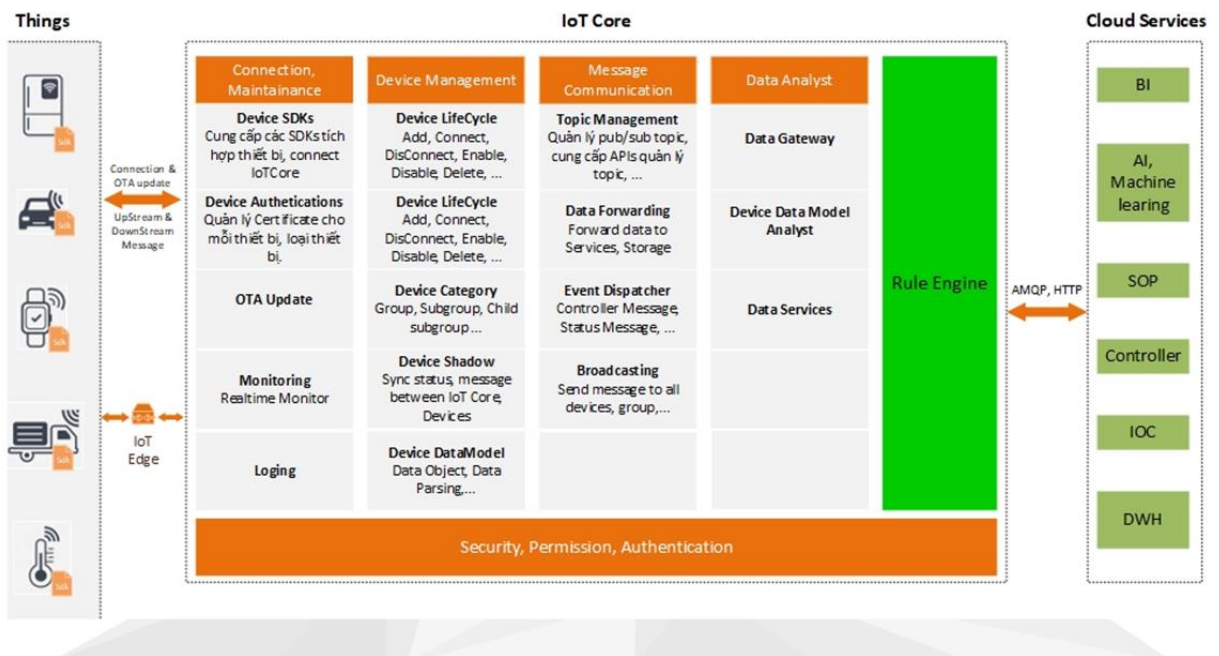 Things
IoT Core
Cloud Services
Sdk
Sdk
Sdk
Sdk
Sdk
Connection &
OTA update
UpStream &
DownStream
Message
IoT
Edge
Connection,
Maintainance
Device SDKs
Cung cấp các SDKs tích
hợp thiết bị, connect
IoTCore
Device Authetications
Quản lý Certificate cho
mỗi thiết bị, loại thiết
bị.
OTA Update
Monitoring
Realtime Monitor
Loging
Device Management
Device LifeCycle
Add, Connect,
DisConnect, Enable,
Disable, Delete, ...
Device LifeCycle
Add, Connect,
DisConnect, Enable,
Disable, Delete, ...
Device Category
Group, Subgroup, Child
subgroup ...
Device Shadow
Sync status, message
between IoT Core,
Devices
Device DataModel
Data Object, Data
Parsing,...
Message
Communication
Topic Management
Quản lý pub/sub topic,
cung cấp APIs quản lý
topic, ...
Data Forwarding
Forward data to
Services, Storage
Event Dispatcher
Controller Message,
Status Message, ...
Broadcasting
Send message to all
devices, group,...
Data Analyst
Data Gateway
Device Data Model
Analyst
Data Services
Rule Engine
Security, Permission, Authentication
AMQP, HTTP
BI
AI,
Machine
learing
SOP
Controller
IOC
DWH